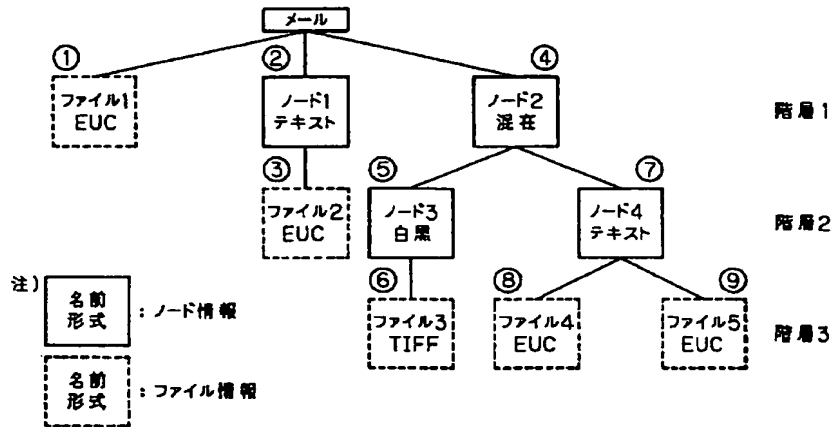 メール
① ② ④
ファイル1
EUC
ノード1
テキスト
ノード2
混在
階層1
③ ⑤ ⑦
ファイル2
EUC
ノード3
白黒
ノード4
テキスト
階層2
⑥ ⑧ ⑨
ファイル3
TIFF
ファイル4
EUC
ファイル5
EUC
階層3
注)
名前
形式
: ノード情報
名前
形式
: ファイル情報